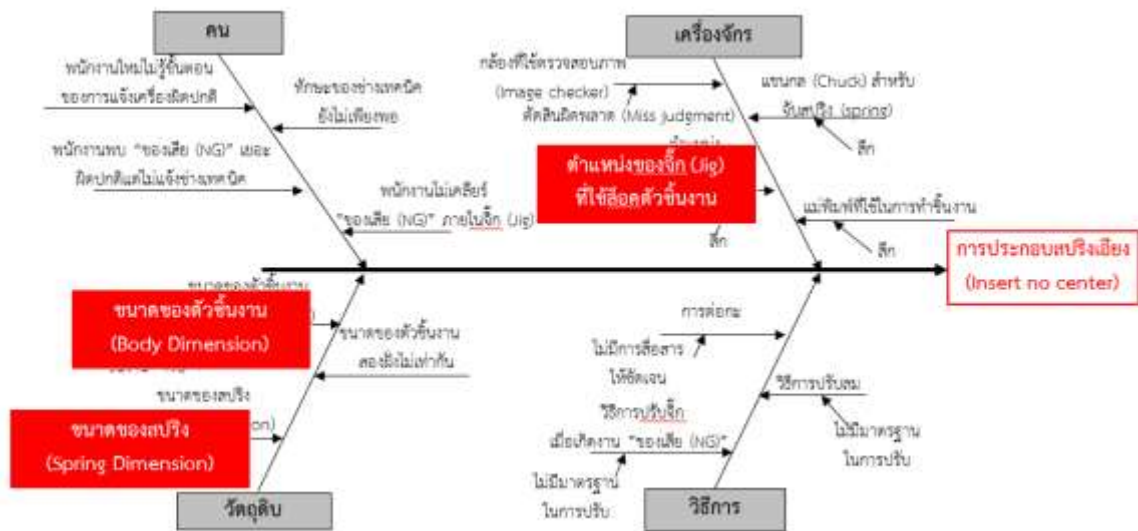 คน
เครื่องจักร
พนักงานใหม่ไม่รู้ขั้นตอน
ของการแจ้งเครื่องผิดปกติ
ทักษะของช่างเทคนิค
ยังไม่เพียงพอ
พนักงานพบ "ของเสีย (NG)" เยอะ
ผิดปกติแต่ไม่แจ้งช่างเทคนิค
พนักงานไม่เคลียร์
"ของเสีย (NG)" ภายในจิ๊ก (Jig)
กล้องที่ใช้ตรวจสอบภาพ
(Image checker)
ตัดสินผิดพลาด (Miss judgment)
แขนกล (Chuck) สำหรับ
จับสปริง (spring)
สึก
ตำแหน่งของจิ๊ก (Jig)
ที่ใช้ล็อคตัวชิ้นงาน
สึก
แม่พิมพ์ที่ใช้ในการทำชิ้นงาน
สึก
การประกอบสปริงเอียง
(Insert no center)
ขนาดของตัวชิ้นงาน
ขนาดของตัวชิ้นงาน
(Body Dimension)
ขนาดของตัวชิ้นงาน
สองฝั่งไม่เท่ากัน
ขนาดของสปริง
ขนาดของสปริง
(Spring Dimension)
การต่อกะ
ไม่มีการสื่อสาร
ให้ชัดเจน
วิธีการปรับลม
ไม่มีมาตรฐาน
ในการปรับ
วิธีการปรับจิ๊ก
เมื่อเกิดงาน "ของเสีย (NG)"
ไม่มีมาตรฐาน
ในการปรับ
วัตถุดิบ
วิธีการ